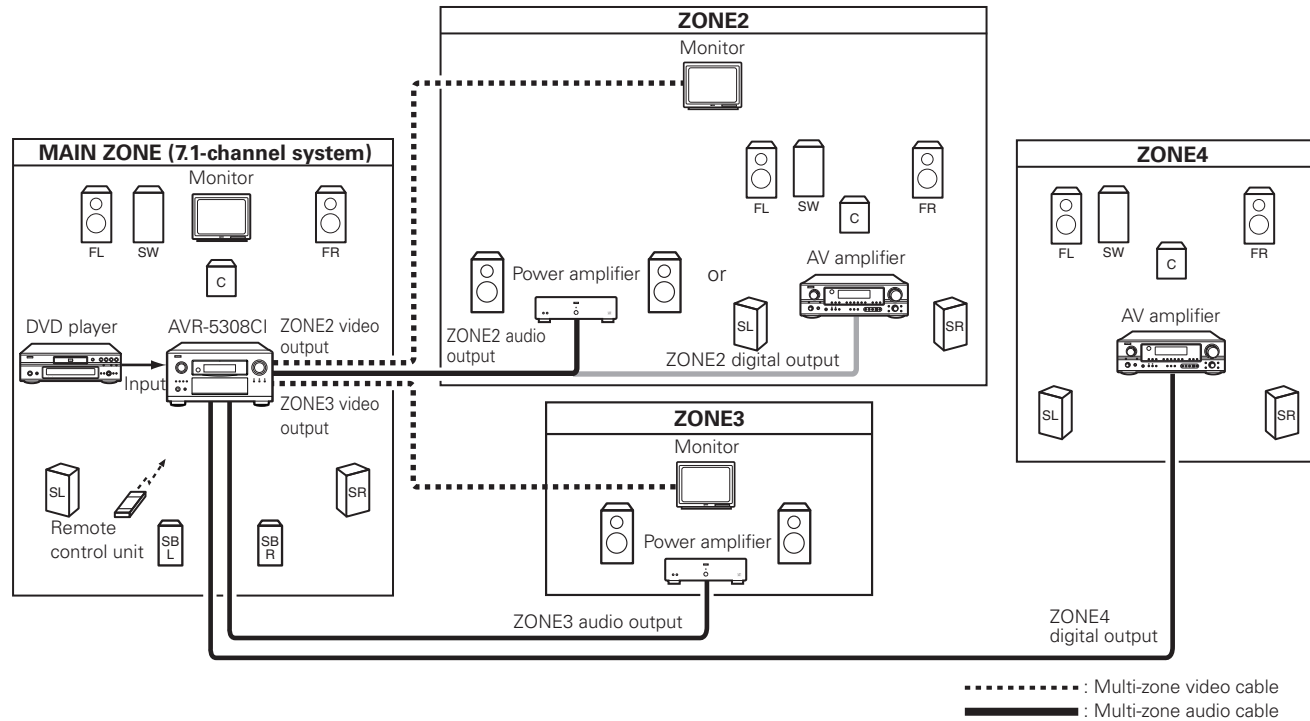 ZONE2
Monitor
FL
SW
C
FR
Power amplifier
or
AV amplifier
SL
SR
ZONE2 audio
output
ZONE2 digital output
MAIN ZONE (7.1-channel system)
Monitor
FL
SW
FR
C
DVD player
AVR-5308CI
Input
ZONE2 video
output
ZONE3 video
output
SL
SR
Remote
control unit
SB
L
SB
R
ZONE3
Monitor
Power amplifier
ZONE3 audio output
ZONE4
FL
SW
C
FR
AV amplifier
SL
SR
ZONE4
digital output
: Multi-zone video cable
: Multi-zone audio cable